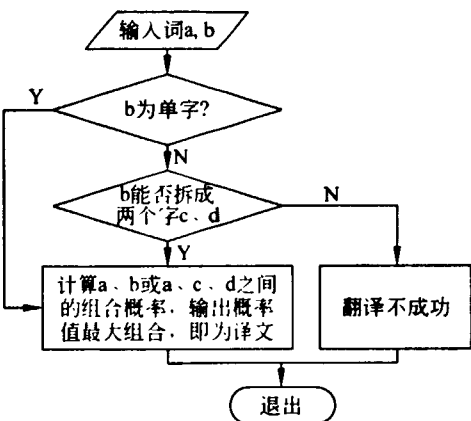 输入词a, b
Y
b为单字?
N
b能否拆成
两个字c、d
N
Y
计算a、b或a、c、d之间
的组合概率，输出概率
值最大组合，即为译文
翻译不成功
退出